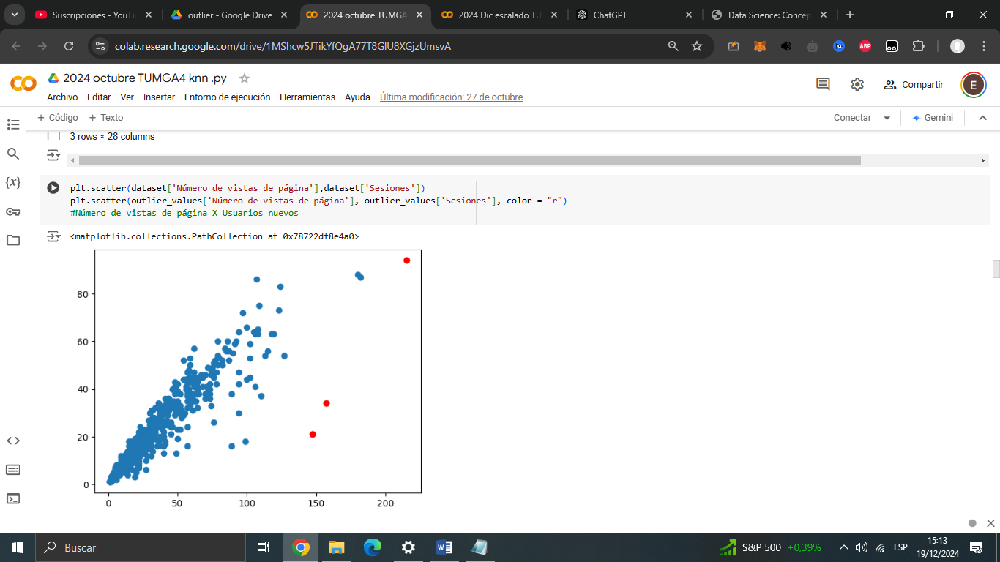 Suscripciones - YouTu
outlier - Google Drive
2024 octubre TUMGA
2024 Dic escalado TU
ChatGPT
Data Science: Concep
colab.research.google.com/drive/1MShcw5JTikYfQgA77T8GlU8XGjzUmsvA
ABP
2024 octubre TUMGA4 knn .py
Archivo Editar Ver Insertar Entorno de ejecución Herramientas Ayuda Última modificación: 27 de octubre
Compartir
E
+ Código + Texto
Conectar
Gemini
[ ] 3 rows × 28 columns
{x}
plt.scatter(dataset['Número de vistas de página'],dataset['Sesiones'])
plt.scatter(outlier_values['Número de vistas de página'], outlier_values['Sesiones'], color = "r")
#Número de vistas de página X Usuarios nuevos
<matplotlib.collections.PathCollection at 0x78722df8e4a0>
80
60
40
20
0
0 50 100 150 200
Buscar
S&P 500 +0,39%
ESP
15:13
19/12/2024